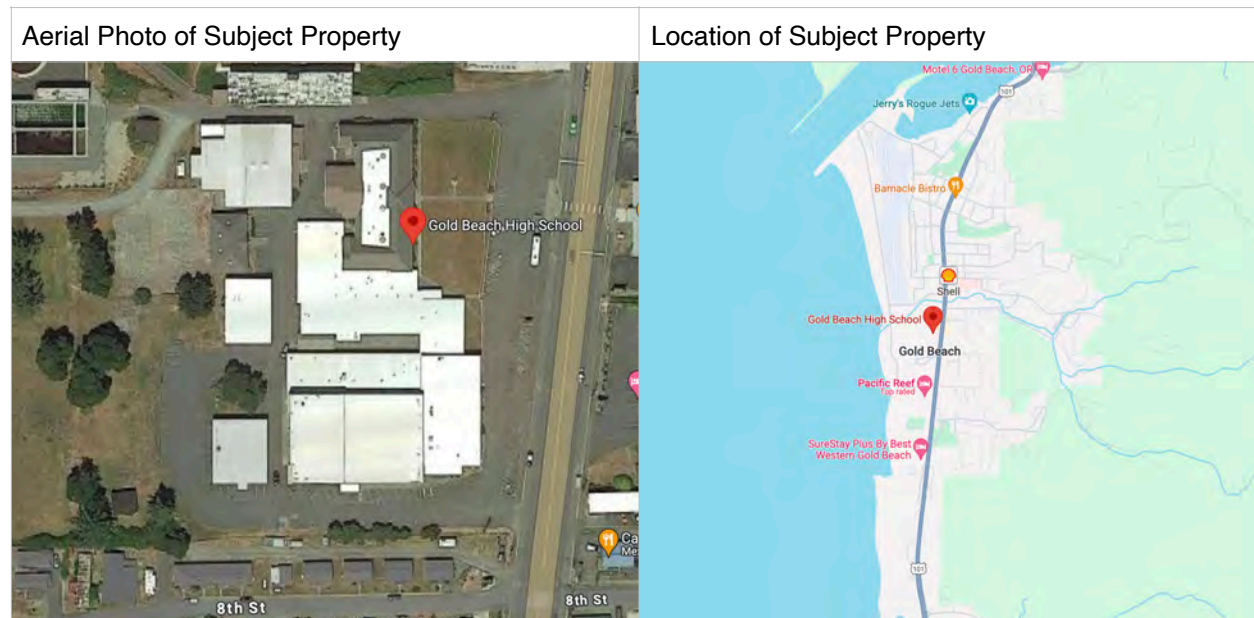 Aerial Photo of Subject Property
Location of Subject Property
Gold Beach High School
8th St
8th St
Motel 6 Gold Beach, OR
101
Jerry's Rogue Jets
Barnacle Bistro
Shell
Gold Beach High School
Gold Beach
Pacific Reef
Top rated
SureStay Plus By Best
Western Gold Beach
101